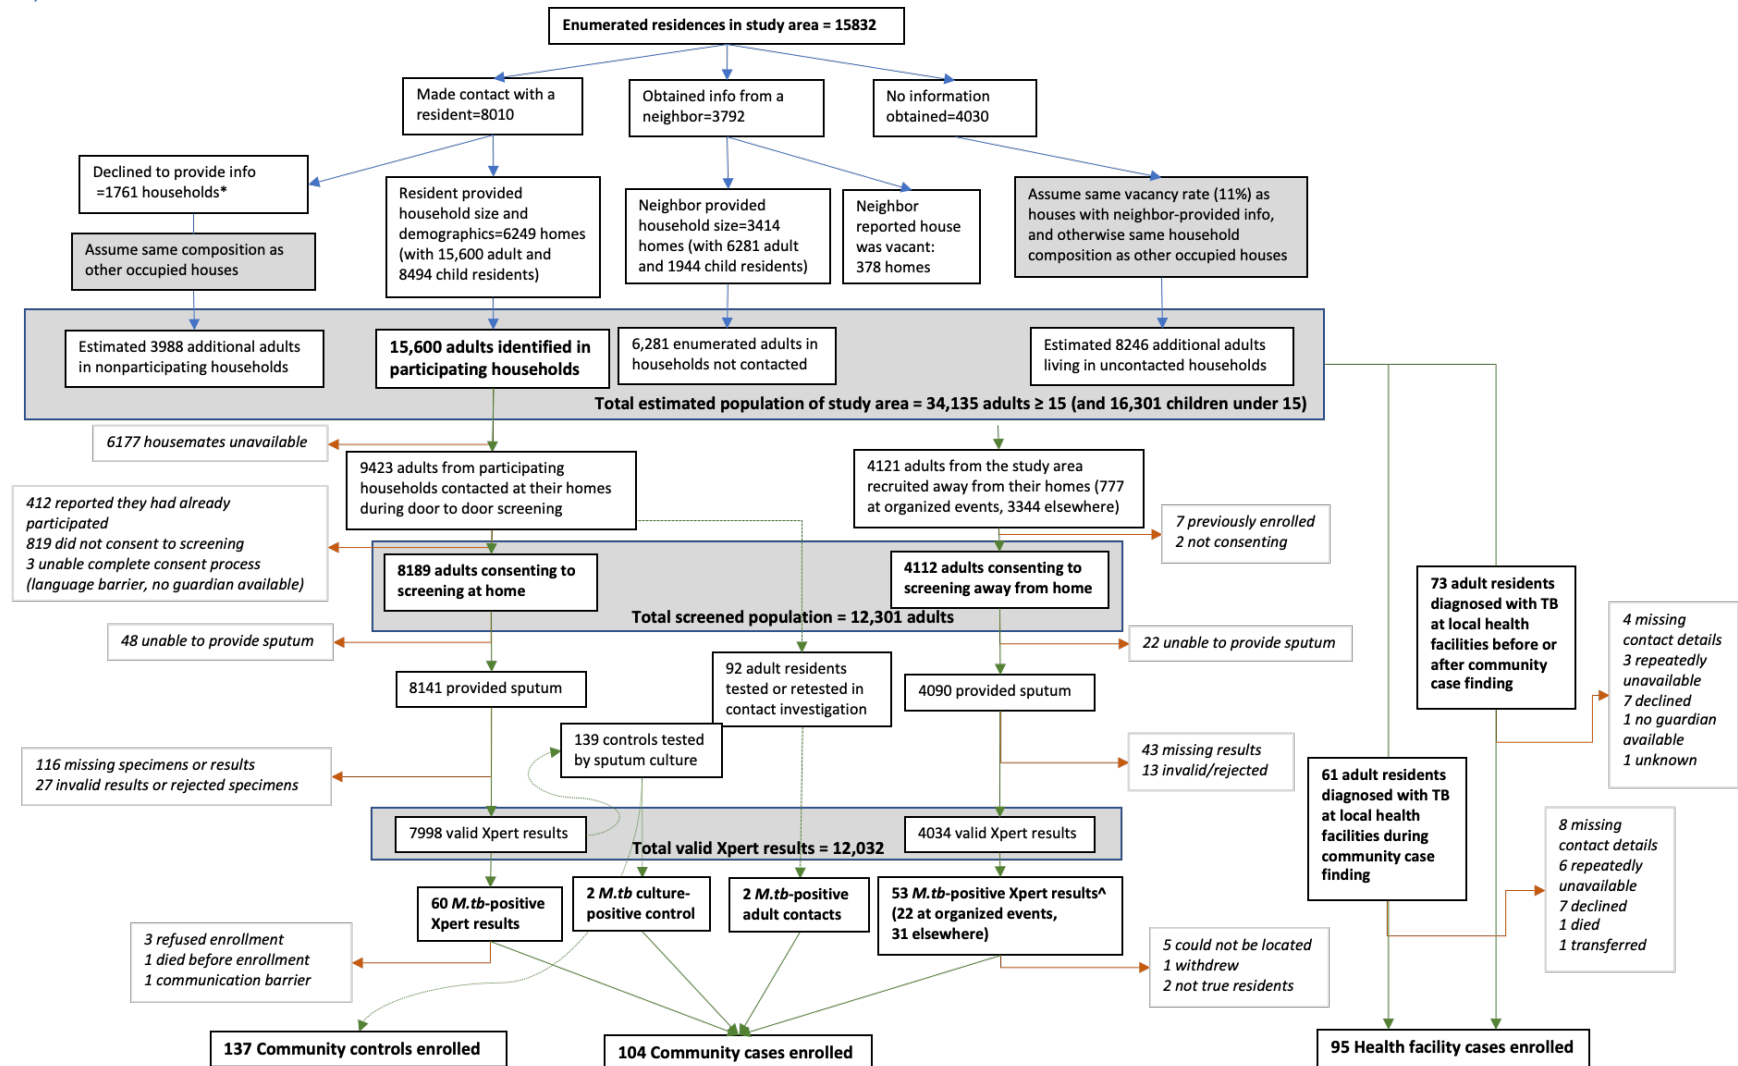 Enumerated residences in study area = 15832
Made contact with a
resident=8010
Obtained info from a
neighbor=3792
No information
obtained=4030
Declined to provide info
=1761 households*
Resident provided
household size and
demographics=6249 homes
(with 15,600 adult and
8494 child residents)
Neighbor provided
household size=3414
homes (with 6281 adult
and 1944 child residents)
Neighbor
reported house
was vacant:
378 homes
Assume same vacancy rate (11%) as
houses with neighbor-provided info,
and otherwise same household
composition as other occupied houses
Assume same composition as
other occupied houses
Estimated 3988 additional adults
in nonparticipating households
15,600 adults identified in
participating households
6,281 enumerated adults in
households not contacted
Estimated 8246 additional adults
living in uncontacted households
Total estimated population of study area = 34,135 adults ≥ 15 (and 16,301 children under 15)
6177 housemates unavailable
9423 adults from participating
households contacted at their homes
during door to door screening
4121 adults from the study area
recruited away from their homes (777
at organized events, 3344 elsewhere)
412 reported they had already
participated
819 did not consent to screening
3 unable complete consent process
(language barrier, no guardian available)
7 previously enrolled
2 not consenting
8189 adults consenting to
screening at home
4112 adults consenting to
screening away from home
Total screened population = 12,301 adults
73 adult residents
diagnosed with TB
at local health
facilities before or
after community
case finding
4 missing
contact details
3 repeatedly
unavailable
7 declined
1 no guardian
available
1 unknown
48 unable to provide sputum
22 unable to provide sputum
8141 provided sputum
92 adult residents
tested or retested in
contact investigation
4090 provided sputum
139 controls tested
by sputum culture
116 missing specimens or results
27 invalid results or rejected specimens
43 missing results
13 invalid/rejected
61 adult residents
diagnosed with TB
at local health
facilities during
community case
finding
7998 valid Xpert results
4034 valid Xpert results
Total valid Xpert results = 12,032
8 missing
contact details
6 repeatedly
unavailable
7 declined
1 died
1 transferred
60 M.tb-positive
Xpert results
2 M.tb culture-
positive control
2 M.tb-positive
adult contacts
53 M.tb-positive Xpert results^
(22 at organized events,
31 elsewhere)
3 refused enrollment
1 died before enrollment
1 communication barrier
5 could not be located
1 withdrew
2 not true residents
137 Community controls enrolled
104 Community cases enrolled
95 Health facility cases enrolled